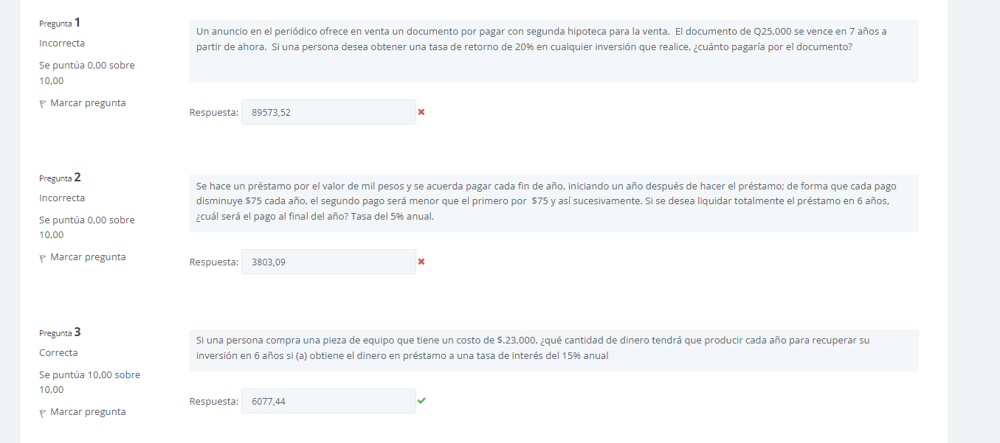 Pregunta 1
Incorrecta
Se puntúa 0,00 sobre
10,00
Marcar pregunta
Un anuncio en el periódico ofrece en venta un documento por pagar con segunda hipoteca para la venta. El documento de Q25,000 se vence en 7 años a
partir de ahora. Si una persona desea obtener una tasa de retorno de 20% en cualquier inversión que realice, ¿cuánto pagaría por el documento?
Respuesta: 89573,52
Pregunta 2
Incorrecta
Se puntúa 0,00 sobre
10,00
Marcar pregunta
Se hace un préstamo por el valor de mil pesos y se acuerda pagar cada fin de año, iniciando un año después de hacer el préstamo; de forma que cada pago
disminuye $75 cada año, el segundo pago será menor que el primero por $75 y así sucesivamente. Si se desea liquidar totalmente el préstamo en 6 años,
¿cuál será el pago al final del año? Tasa del 5% anual.
Respuesta: 3803,09
Pregunta 3
Correcta
Se puntúa 10,00 sobre
10,00
Marcar pregunta
Si una persona compra una pieza de equipo que tiene un costo de $.23,000, ¿qué cantidad de dinero tendrá que producir cada año para recuperar su
inversión en 6 años si (a) obtiene el dinero en préstamo a una tasa de interés del 15% anual
Respuesta: 6077,44